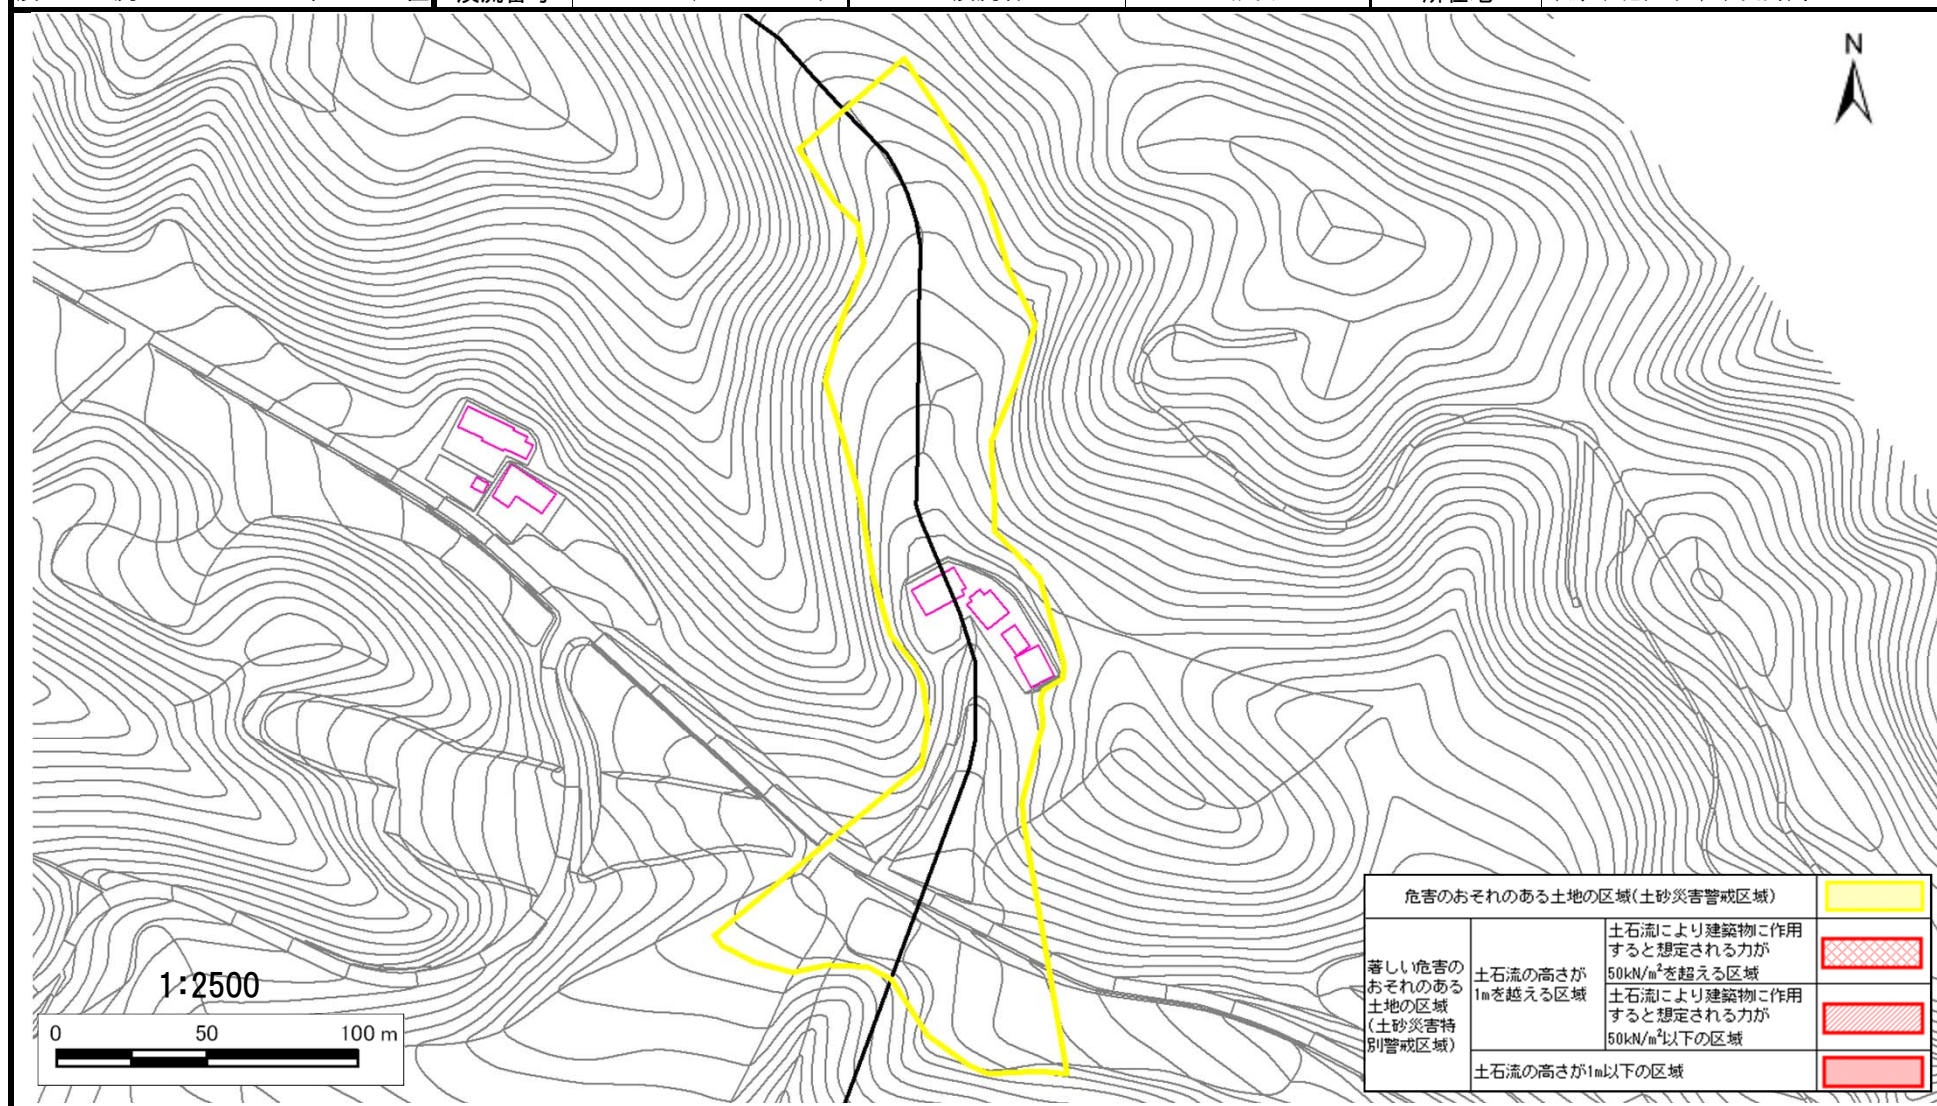 N
1:2500
0 50 100 m
危害のおそれのある土地の区域(土砂災害警戒区域)
著しい危害の
おそれのある
土地の区域
(土砂災害特
別警戒区域)
土石流の高さが
1mを越える区域
土石流により建築物に作用
すると想定される力が
50kN/m²を超える区域
土石流により建築物に作用
すると想定される力が
50kN/m²以下の区域
土石流の高さが1m以下の区域